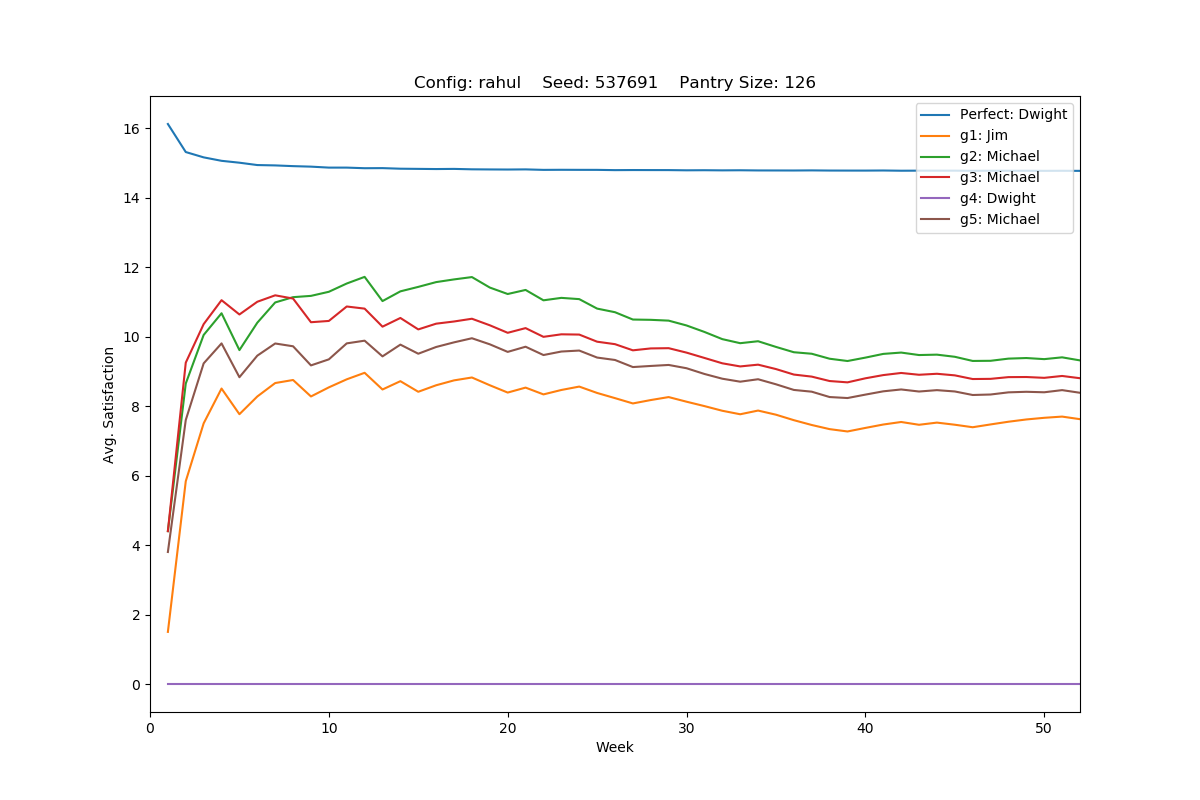 Config: rahul    Seed: 537691    Pantry Size: 126
Perfect: Dwight
g1: Jim
g2: Michael
g3: Michael
g4: Dwight
g5: Michael
16
14
12
10
8
6
4
2
0
Avg. Satisfaction
0 10 20 30 40 50
Week